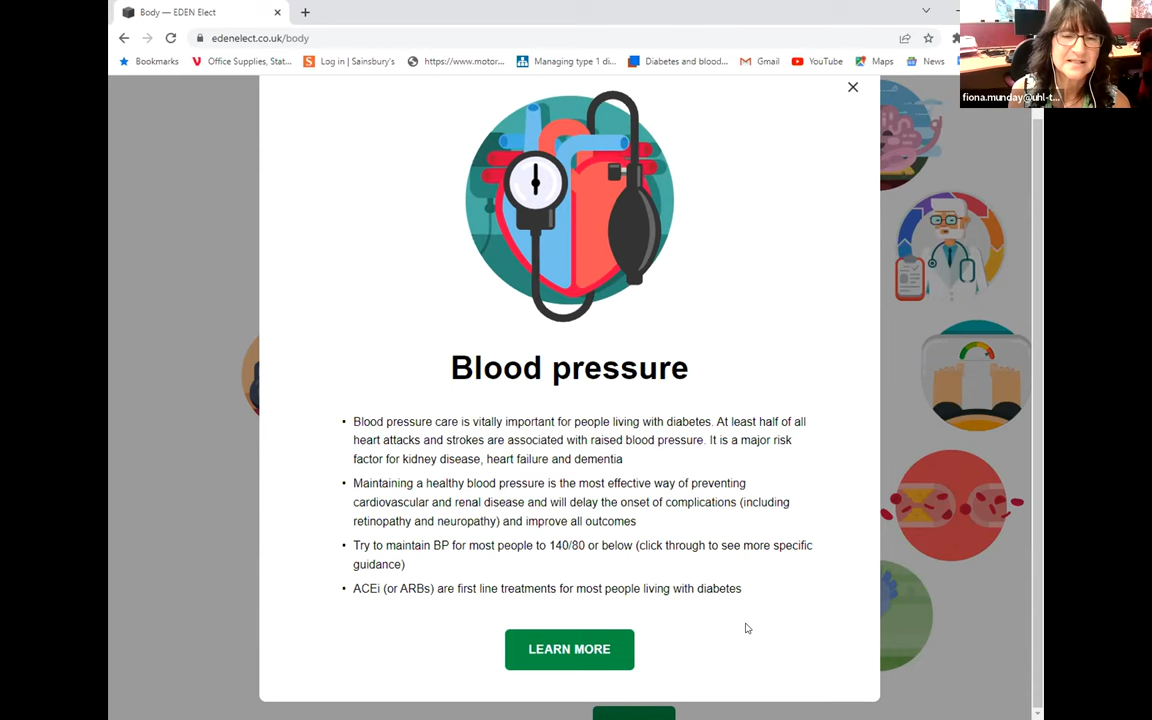 Body — EDEN Elect
edenelect.co.uk/body
Bookmarks
Office Supplies, Stat...
Log in | Sainsbury's
https://www.motor...
Managing type 1 di...
Diabetes and blood...
Gmail
YouTube
Maps
News
fiona.munday@uhl-t...
Blood pressure
• Blood pressure care is vitally important for people living with diabetes. At least half of all
heart attacks and strokes are associated with raised blood pressure. It is a major risk
factor for kidney disease, heart failure and dementia
• Maintaining a healthy blood pressure is the most effective way of preventing
cardiovascular and renal disease and will delay the onset of complications (including
retinopathy and neuropathy) and improve all outcomes
• Try to maintain BP for most people to 140/80 or below (click through to see more specific
guidance)
• ACEi (or ARBs) are first line treatments for most people living with diabetes
LEARN MORE